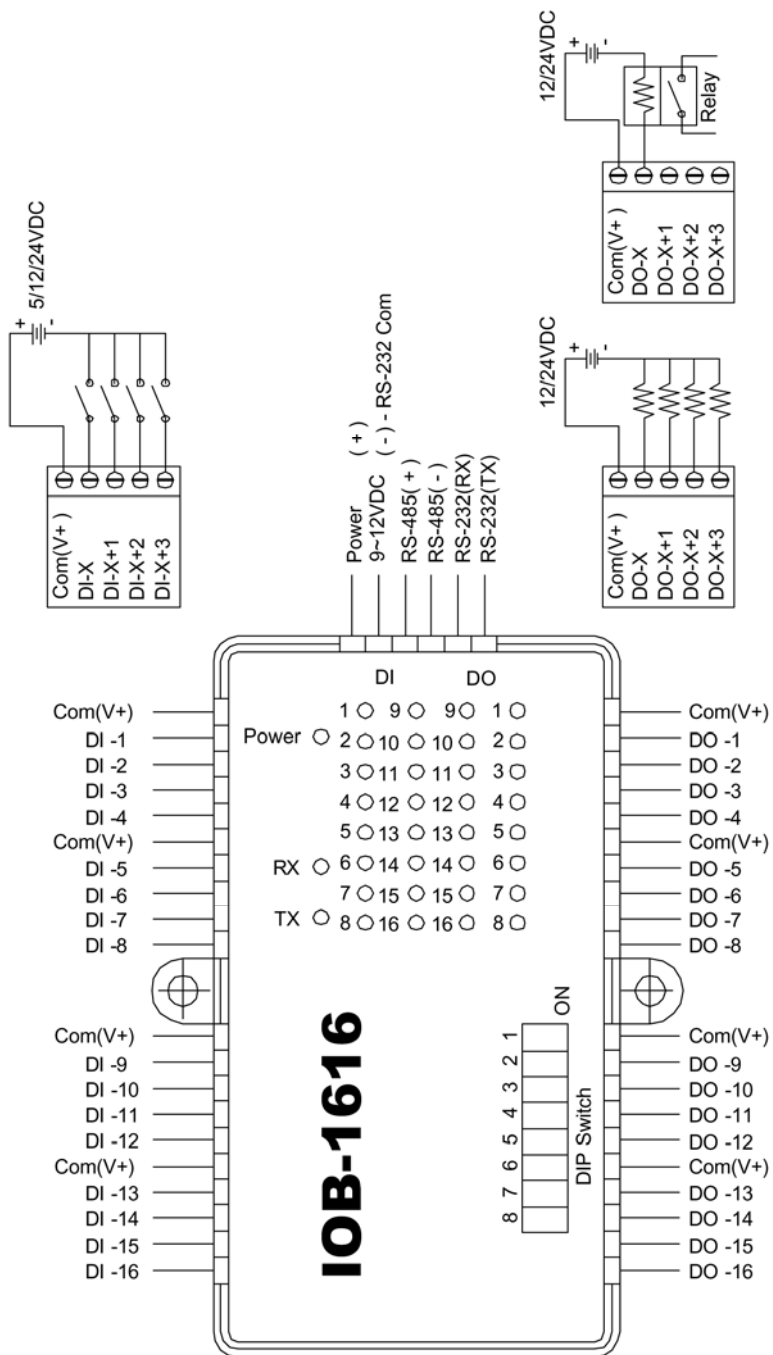 12/24VDC
+ -
Relay
Com(V+ )
DO-X
DO-X+1
DO-X+2
DO-X+3
5/12/24VDC
+ -
Com(V+ )
DI-X
DI-X+1
DI-X+2
DI-X+3
12/24VDC
+ -
Com(V+ )
DO-X
DO-X+1
DO-X+2
DO-X+3
Power ( + )
9~12VDC ( - ) - RS-232 Com
RS-485( + )
RS-485( - )
RS-232(RX)
RS-232(TX)
Com(V+)
DI -1
DI -2
DI -3
DI -4
Com(V+)
DI -5
DI -6
DI -7
DI -8
Com(V+)
DI -9
DI -10
DI -11
DI -12
Com(V+)
DI -13
DI -14
DI -15
DI -16
DI DO
1 9 9 1
Power 2 10 10 2
3 11 11 3
4 12 12 4
5 13 13 5
RX 6 14 14 6
7 15 15 7
TX 8 16 16 8
IOB-1616
ON
1
2
3
4
5
6
7
8
DIP Switch
Com(V+)
DO -1
DO -2
DO -3
DO -4
Com(V+)
DO -5
DO -6
DO -7
DO -8
Com(V+)
DO -9
DO -10
DO -11
DO -12
Com(V+)
DO -13
DO -14
DO -15
DO -16